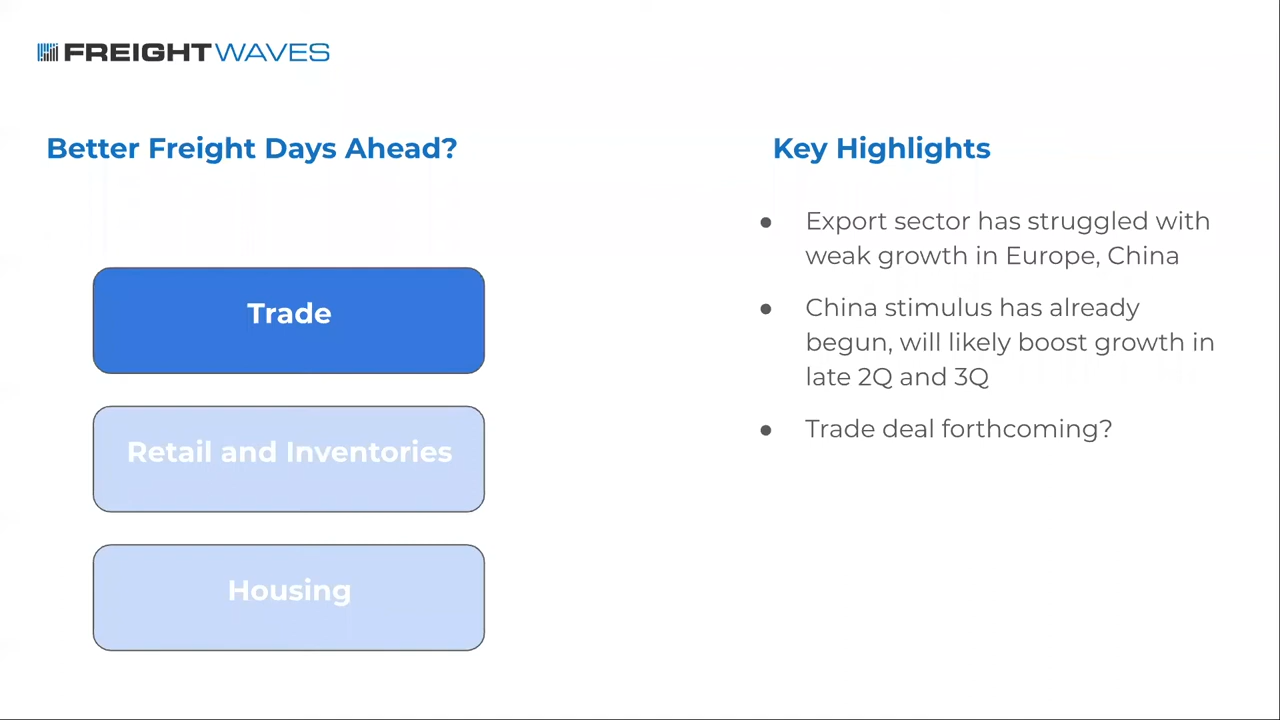 FREIGHTWAVES
Better Freight Days Ahead?
Trade
Retail and Inventories
Housing
Key Highlights
● Export sector has struggled with
weak growth in Europe, China
● China stimulus has already
begun, will likely boost growth in
late 2Q and 3Q
● Trade deal forthcoming?